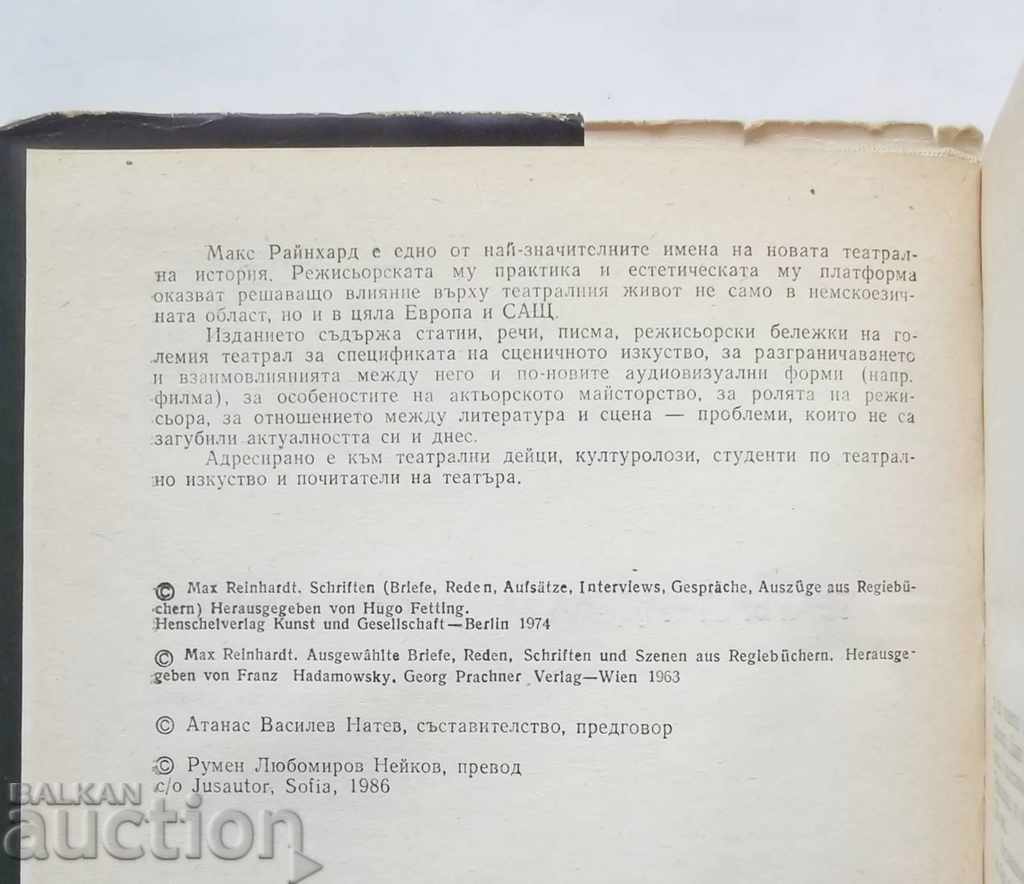 Макс Райнхард е едно от най-значителните имена на новата театрал-
на история. Режисьорската му практика и естетическата му платформа
оказват решаващо влияние върху театралния живот не само в немскоезич-
ната област, но и в цяла Европа и САЩ.
Изданието съдържа статии, речи, писма, режисьорски бележки на го-
лемия театрал за спецификата на сценичното изкуство, за разграничаването
и взаимовлиянията между него и по-новите аудиовизуални форми (напр.
филма), за особеностите на актьорското майсторство, за ролята на режи-
сьора, за отношението между литература и сцена — проблеми, които не са
загубили актуалността си и днес.
Адресирано е към театрални дейци, културолози, студенти по театрал-
но изкуство и почитатели на театъра.
© Max Reinhardt. Schriften (Briefe, Reden, Aufsätze, Interviews, Gespräche, Auszüge aus Regiebü-
chern) Herausgegeben von Hugo Fetting.
Henschelverlag Kunst und Gesellschaft—Berlin 1974
© Max Reinhardt. Ausgewählte Briefe, Reden, Schriften und Szenen aus Regiebüchern. Herausge-
geben von Franz Hadamowsky. Georg Prachner Verlag—Wien 1963
© Атанас Василев Натев, съставителство, предговор
© Румен Любомиров Нейков, превод
c/o Jusautor, Sofia, 1986
BALKAN
auction